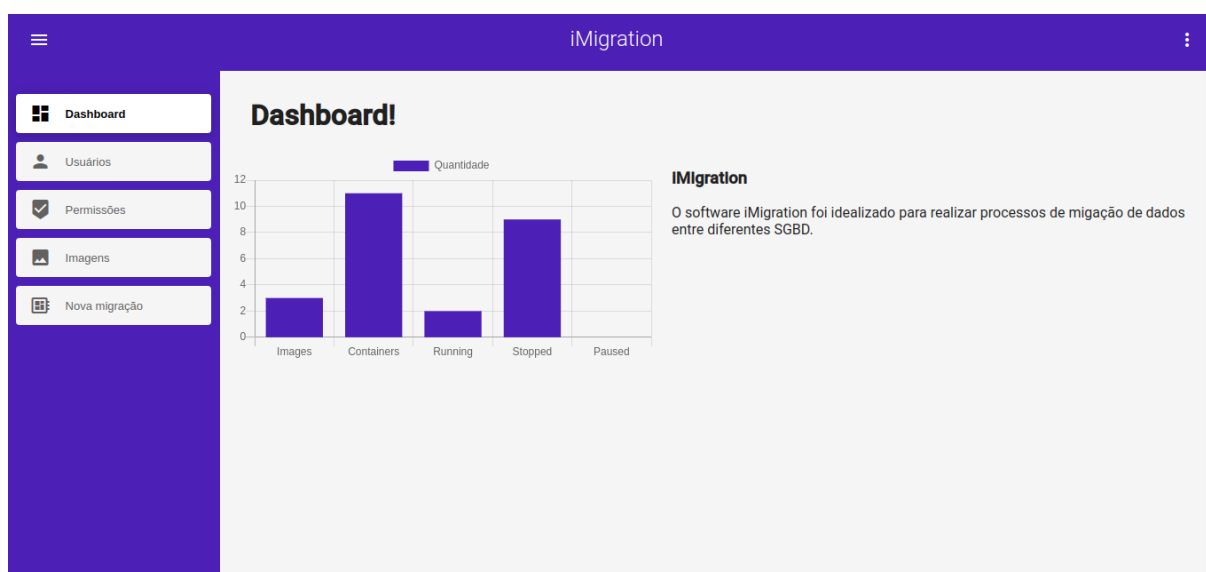 iMigration
Dashboard
Usuários
Permissões
Imagens
Nova migração
Dashboard!
Quantidade
12
10
8
6
4
2
0
Images Containers Running Stopped Paused
IMigration
O software iMigration foi idealizado para realizar processos de migação de dados
entre diferentes SGBD.